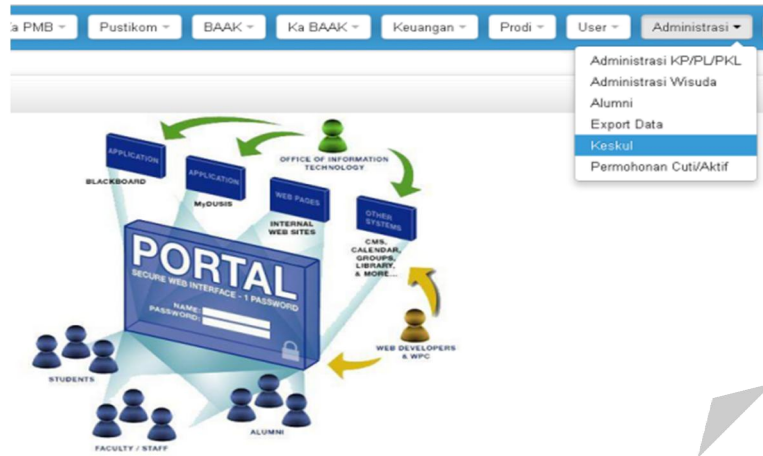 Ka PMB
Pustikom
BAAK
Ka BAAK
Keuangan
Prodi
User
Administrasi
Administrasi KP/PL/PKL
Administrasi Wisuda
Alumni
Export Data
Keskul
Permohonan Cuti/Aktif
OFFICE OF INFORMATION
TECHNOLOGY
APPLICATION
BLACKBOARD
APPLICATION
MYDUSIS
WEB PAGES
INTERNAL
WEB SITES
OTHER
SYSTEMS
CMS,
CALENDAR,
GROUPS,
LIBRARY,
& MORE...
PORTAL
SECURE WEB INTERFACE - 1 PASSWORD
NAME:
PASSWORD:
WEB DEVELOPERS
& WPC
STUDENTS
FACULTY / STAFF
ALUMNI